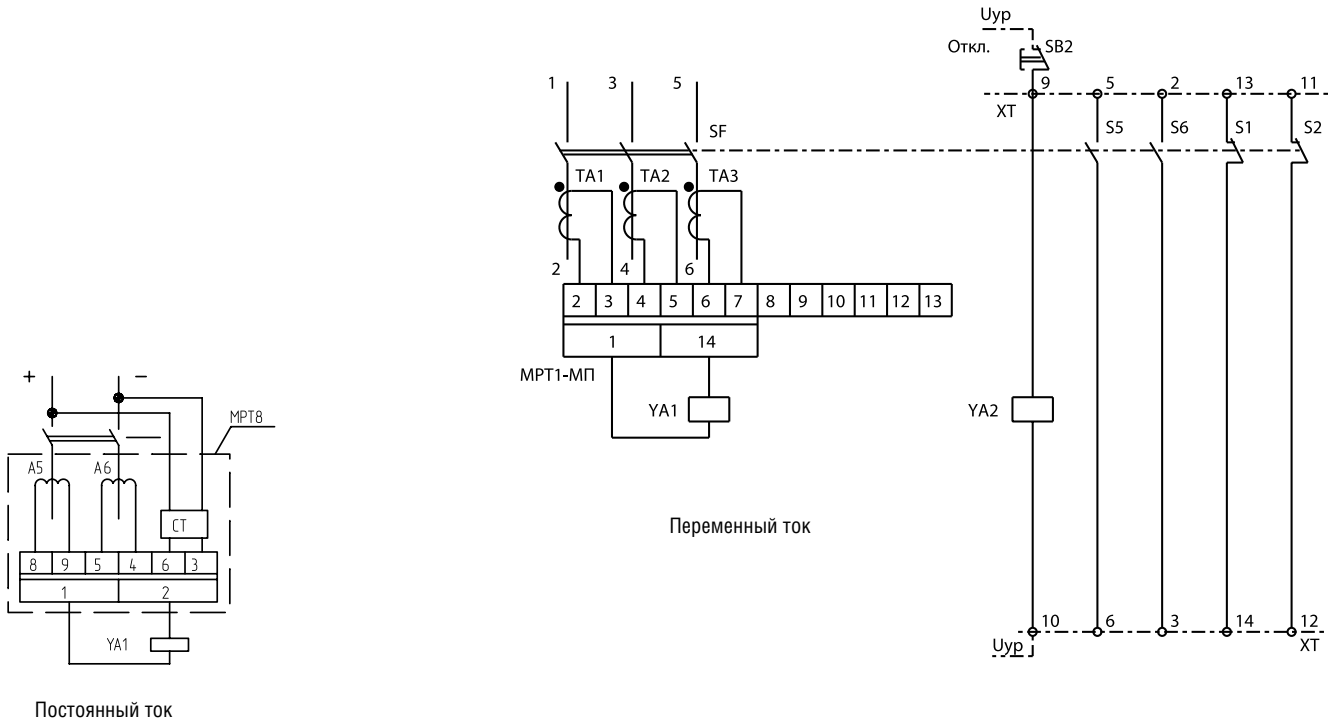 Uyp
Откл.
SB2
1
3
5
9
5
2
13
11
XT
SF
S5
S6
S1
S2
TA1
TA2
TA3
2
4
6
2 3 4 5 6 7 8 9 10 11 12 13
1 14
МРТ1-МП
YA1
YA2
+
−
МРТ8
А5
А6
СТ
8 9 5 4 6 3
1 2
YA1
Переменный ток
10
6
3
14
12
Uyp
XT
Постоянный ток